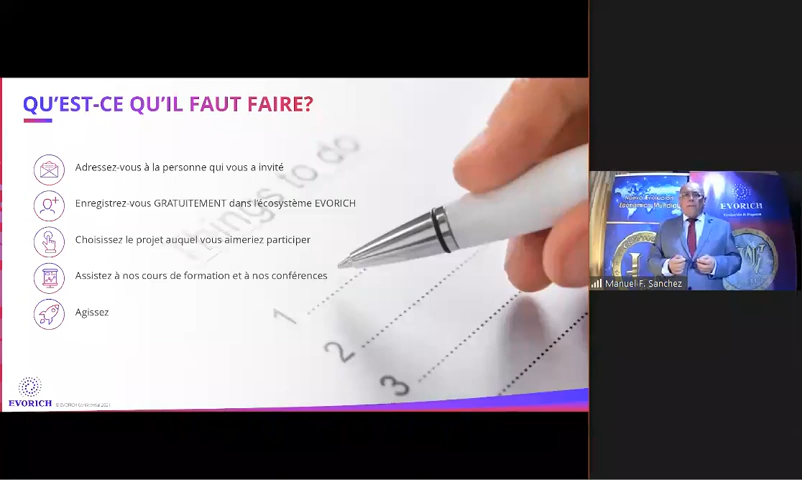 QU'EST-CE QU'IL FAUT FAIRE?
things to do
Adressez-vous à la personne qui vous a invité
Enregistrez-vous GRATUITEMENT dans l'écosystème EVORICH
Choisissez le projet auquel vous aimeriez participer
Assistez à nos cours de formation et à nos conférences
Agissez
1
2
3
EVORICH
EVORICH
Manuel F. Sanchez